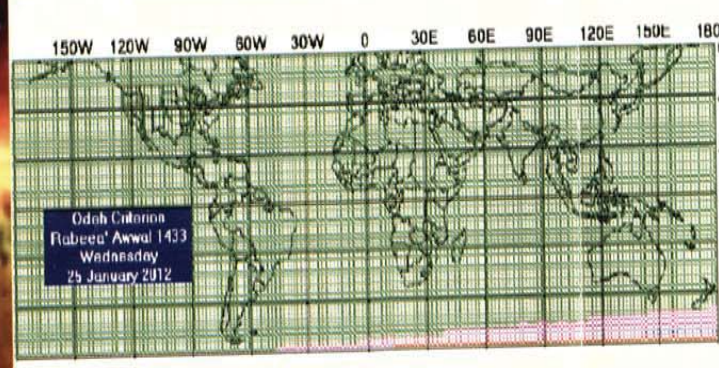 150W 120W 90W 60W 30W 0 30E 60E 90E 120E 150E 180
Odeh Criterion
Rabeea' Awwal 1433
Wednesday
25 January 2012